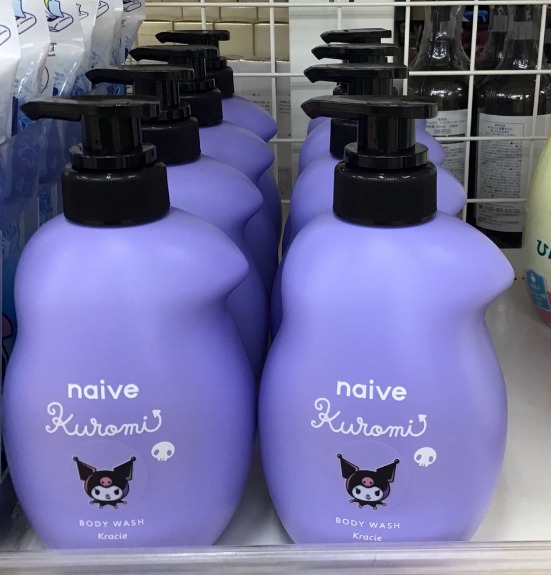 naive
Kuromi
BODY WASH
Kracie
naive
Kuromi
BODY WASH
Kracie